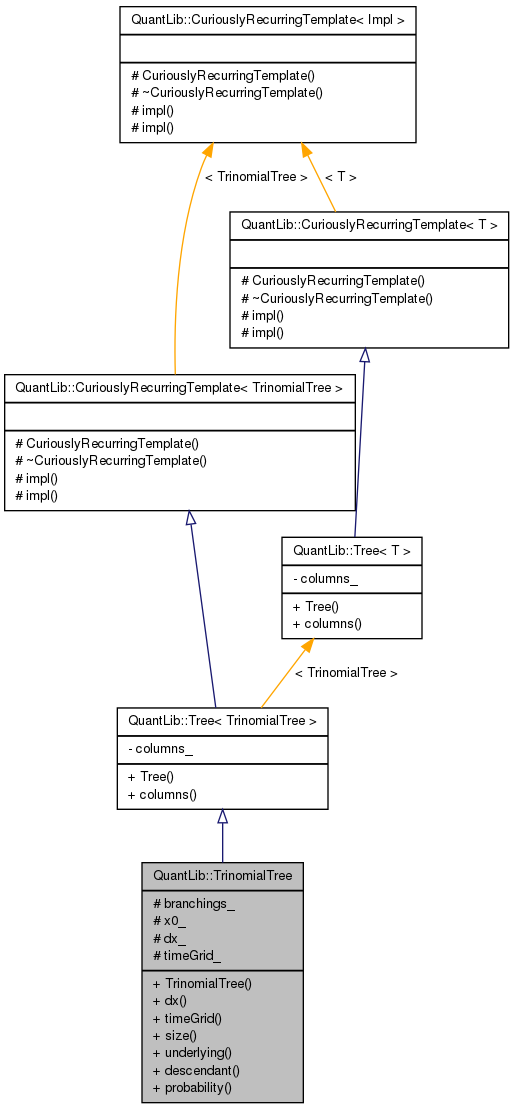 QuantLib::CuriouslyRecurringTemplate< Impl >
# CuriouslyRecurringTemplate()
# ~CuriouslyRecurringTemplate()
# impl()
# impl()
< TrinomialTree >
< T >
QuantLib::CuriouslyRecurringTemplate< T >
# CuriouslyRecurringTemplate()
# ~CuriouslyRecurringTemplate()
# impl()
# impl()
QuantLib::CuriouslyRecurringTemplate< TrinomialTree >
# CuriouslyRecurringTemplate()
# ~CuriouslyRecurringTemplate()
# impl()
# impl()
QuantLib::Tree< T >
- columns_
+ Tree()
+ columns()
< TrinomialTree >
QuantLib::Tree< TrinomialTree >
- columns_
+ Tree()
+ columns()
QuantLib::TrinomialTree
# branchings_
# x0_
# dx_
# timeGrid_
+ TrinomialTree()
+ dx()
+ timeGrid()
+ size()
+ underlying()
+ descendant()
+ probability()